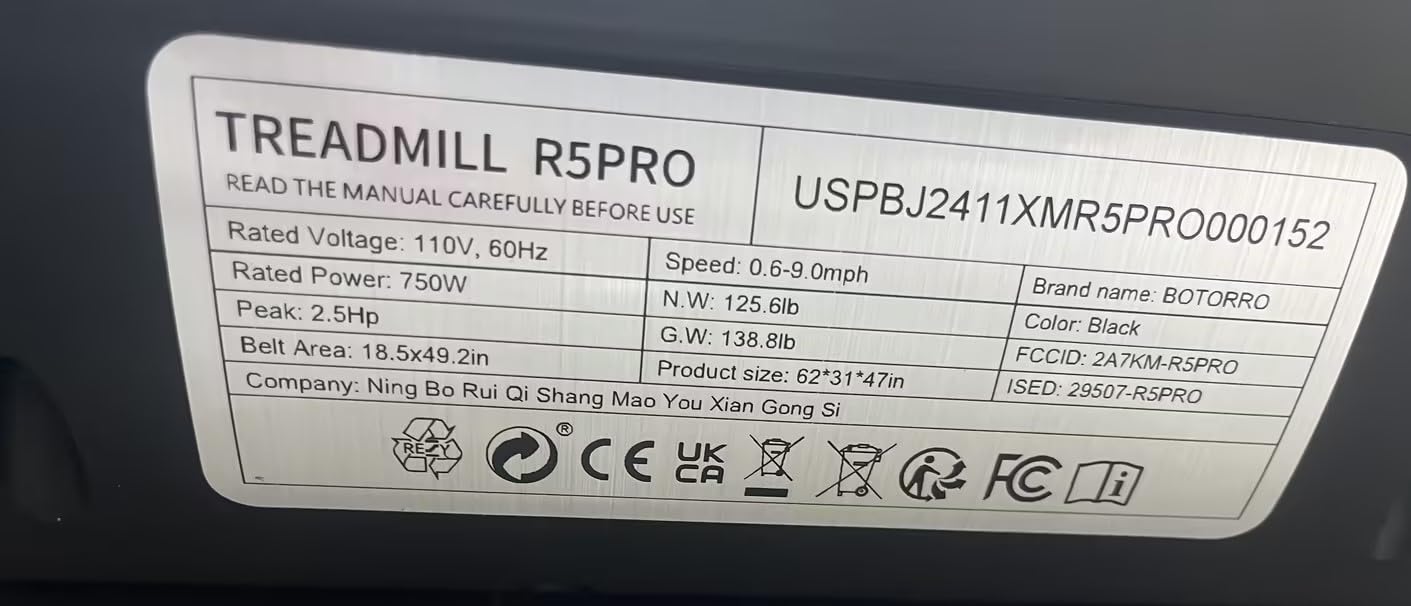 TREADMILL R5PRO
READ THE MANUAL CAREFULLY BEFORE USE
USPBJ2411XMR5PRO000152
Rated Voltage: 110V, 60Hz
Rated Power: 750W
Peak: 2.5Hp
Belt Area: 18.5x49.2in
Speed: 0.6-9.0mph
N.W: 125.6lb
G.W: 138.8lb
Product size: 62*31*47in
Brand name: BOTORRO
Color: Black
FCCID: 2A7KM-R5PRO
ISED: 29507-R5PRO
Company: Ning Bo Rui Qi Shang Mao You Xian Gong Si
REZY ® CE UK CA FC i